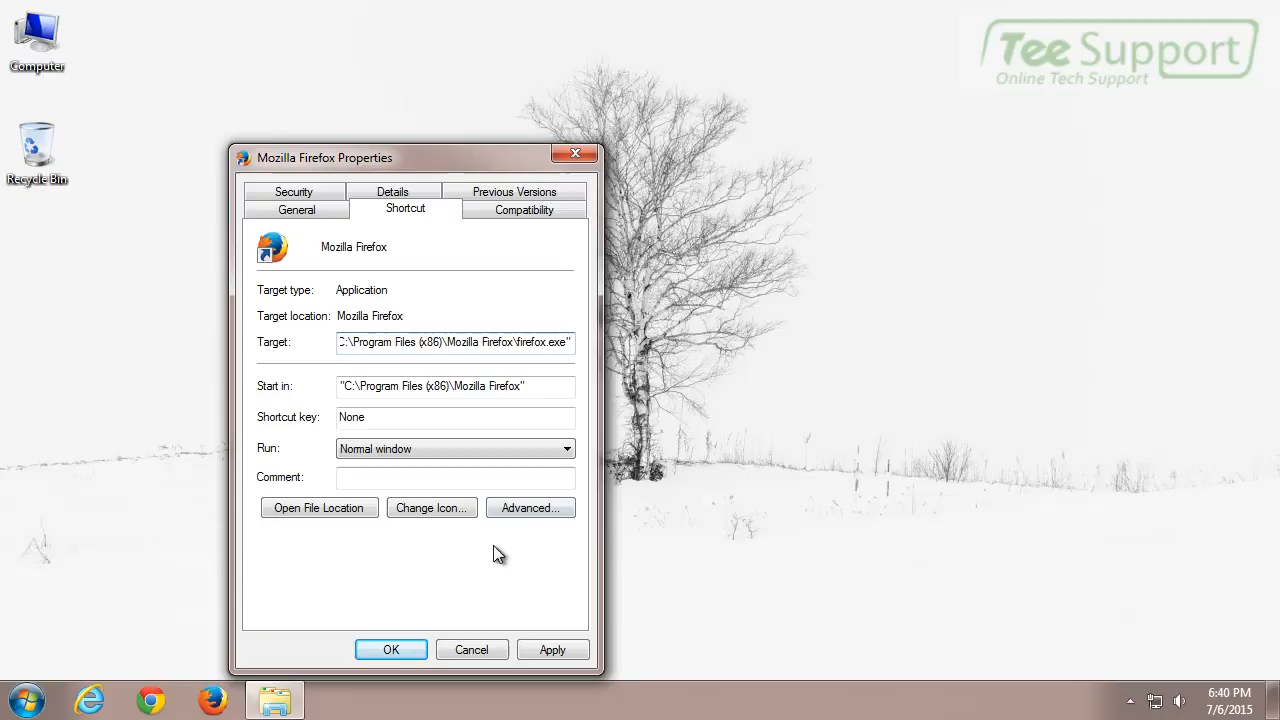 Computer
Recycle Bin
Tee Support
Online Tech Support
Mozilla Firefox Properties
Security Details Previous Versions
General Shortcut Compatibility
Mozilla Firefox
Target type: Application
Target location: Mozilla Firefox
Target: :\Program Files (x86)\Mozilla Firefox\firefox.exe"
Start in: "C:\Program Files (x86)\Mozilla Firefox"
Shortcut key: None
Run: Normal window
Comment:
Open File Location Change Icon... Advanced...
OK Cancel Apply
6:40 PM
7/6/2015